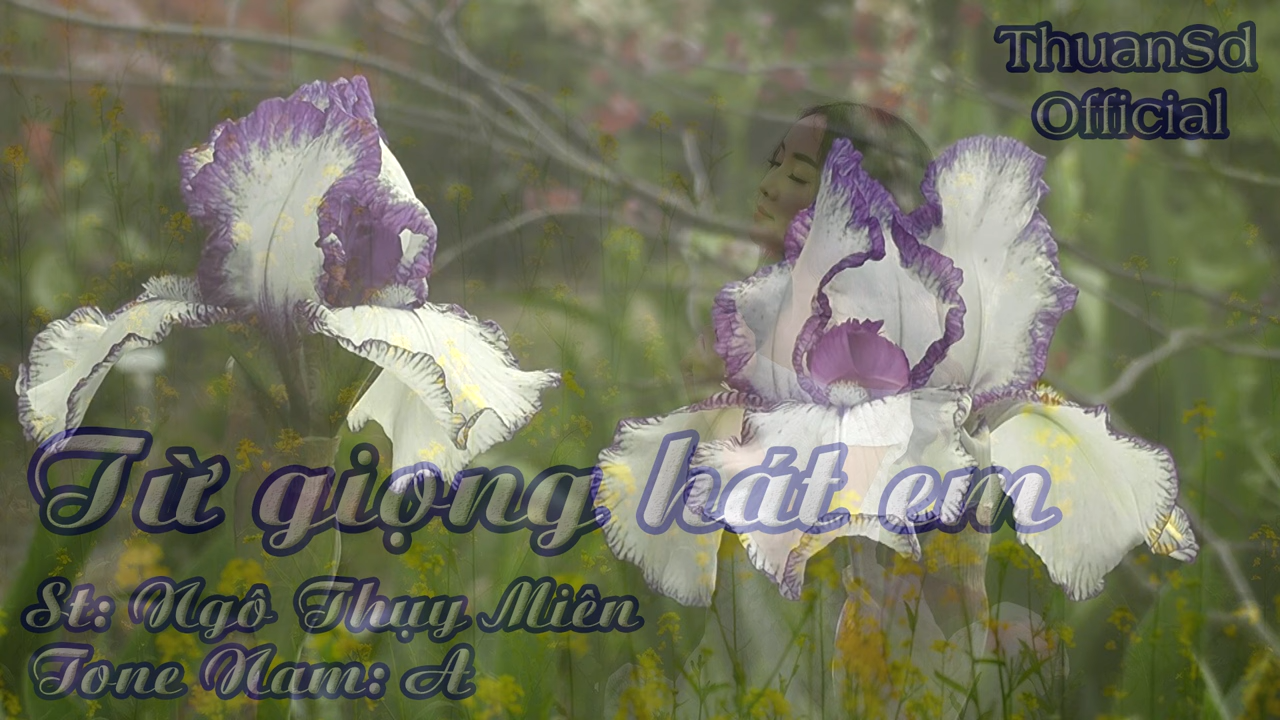 ThuanSd
Official
Từ giọng hát em
St: Ngô Thụy Miên
Tone Nam: A